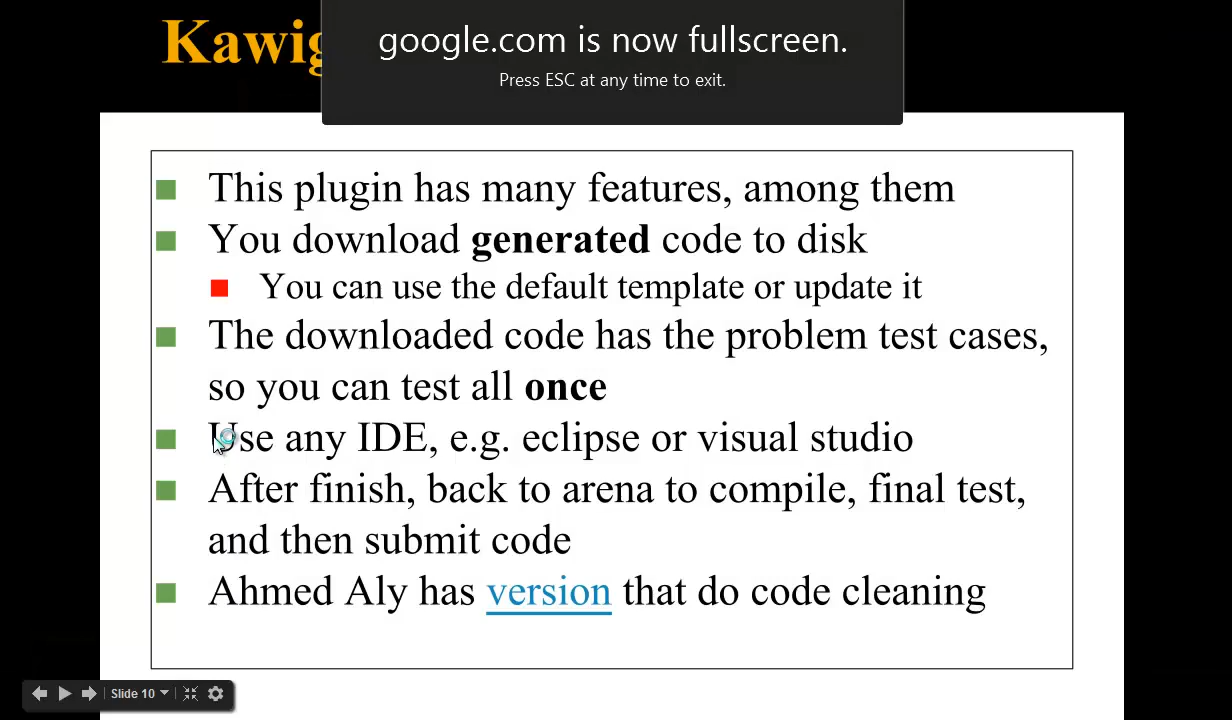 Kawig
google.com is now fullscreen.
Press ESC at any time to exit.
This plugin has many features, among them
You download generated code to disk
You can use the default template or update it
The downloaded code has the problem test cases,
so you can test all once
Use any IDE, e.g. eclipse or visual studio
After finish, back to arena to compile, final test,
and then submit code
Ahmed Aly has version that do code cleaning
Slide 10